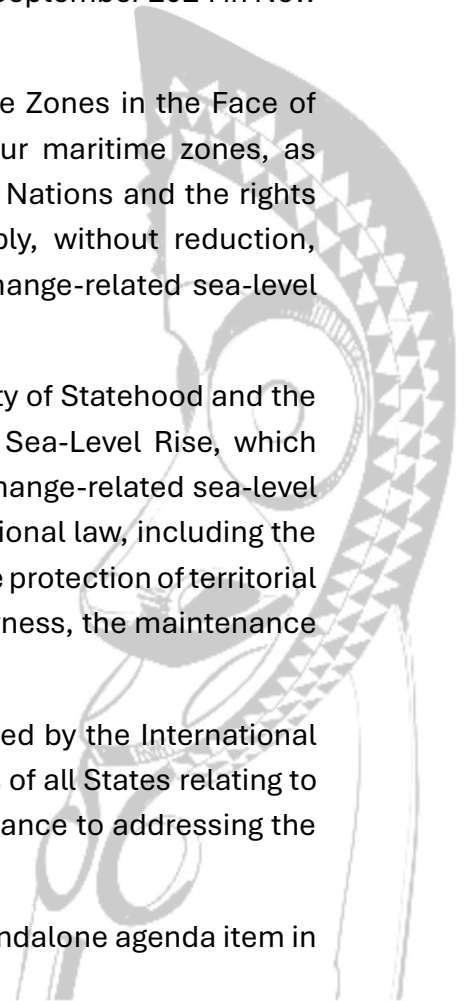 September 2024 in New
e Zones in the Face of
ur maritime zones, as
Nations and the rights
ly, without reduction,
hange-related sea-level
ty of Statehood and the
Sea-Level Rise, which
hange-related sea-level
ional law, including the
protection of territorial
rness, the maintenance
ed by the International
of all States relating to
ance to addressing the
ndalone agenda item in